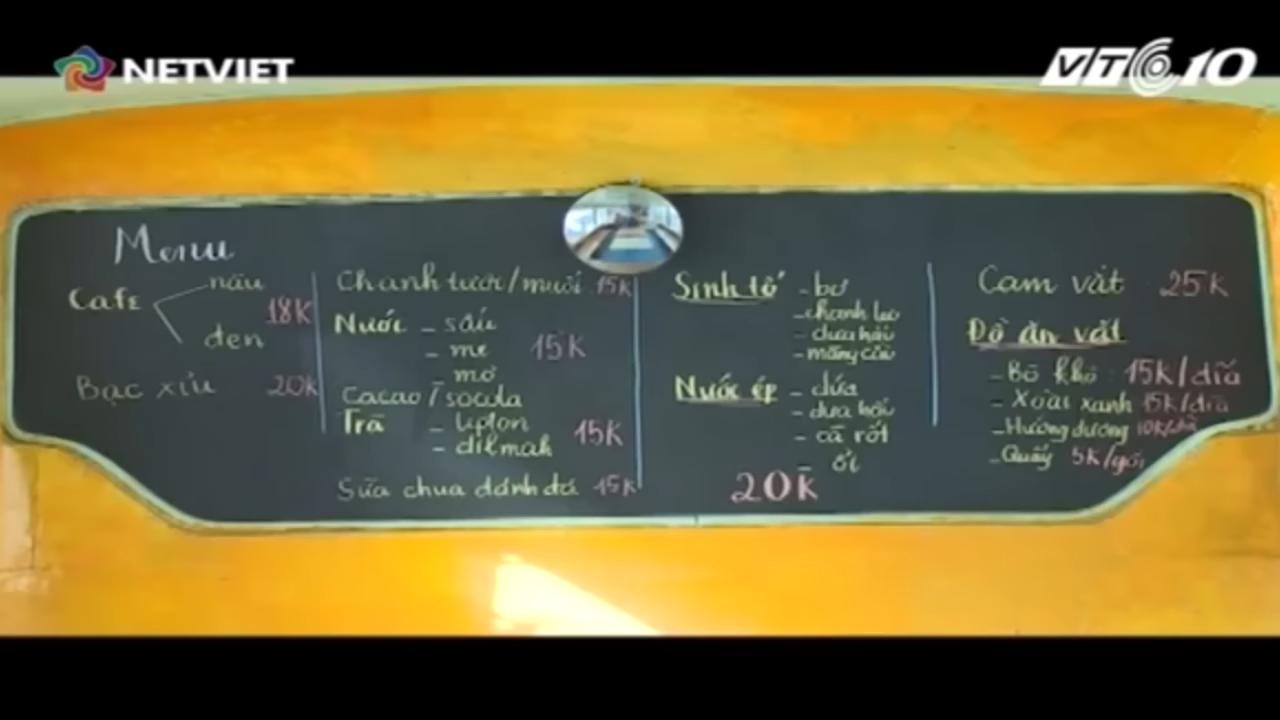 NETVIET
VTC10
Menu
Cafe
nâu
18K
đen
Bạc xỉu 20K
Chanh tươi/muối 15K
Nước - sấu
- me 15K
- mơ
Cacao / socola
Trà - lipton
- dilmah 15K
Sữa chua đánh đá 15K
Sinh tố - bơ
- chanh leo
- dưa hấu
- mãng cầu
Nước ép - dứa
- dưa hấu
- cà rốt
ổi
20K
Cam vắt 25K
Đồ ăn vặt
- Bò khô 15K/đĩa
- Xoài xanh 15K/đĩa
- Hướng dương 10K/đĩa
- Quẩy 5K/gói